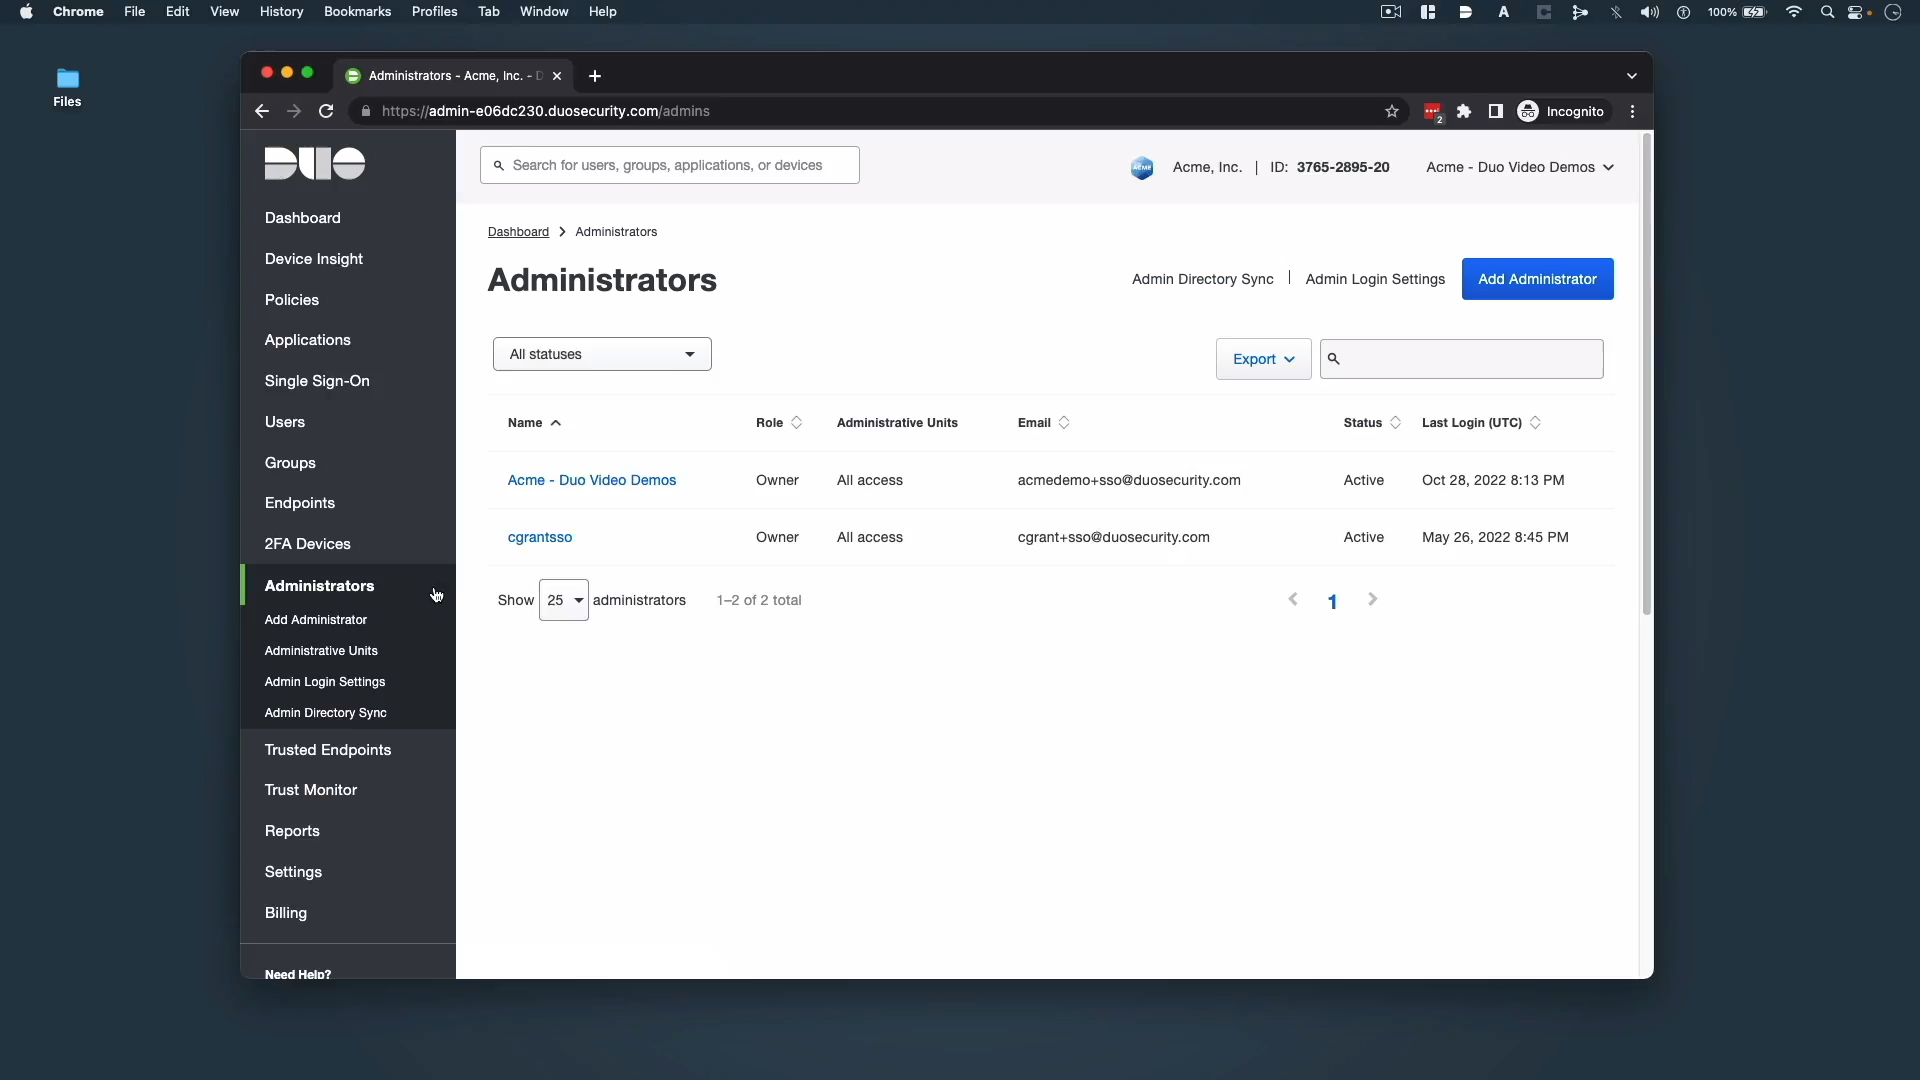 Chrome File Edit View History Bookmarks Profiles Tab Window Help
100%
Files
Administrators - Acme, Inc. - D
https://admin-e06dc230.duosecurity.com/admins
2
Incognito
DUO
Search for users, groups, applications, or devices
ACME
Acme, Inc. | ID: 3765-2895-20
Acme - Duo Video Demos
Dashboard
Device Insight
Policies
Applications
Single Sign-On
Users
Groups
Endpoints
2FA Devices
Administrators
Add Administrator
Administrative Units
Admin Login Settings
Admin Directory Sync
Trusted Endpoints
Trust Monitor
Reports
Settings
Billing
Need Help?
Dashboard > Administrators
Administrators
Admin Directory Sync | Admin Login Settings
Add Administrator
All statuses
Export
Name Role Administrative Units Email Status Last Login (UTC)
Acme - Duo Video Demos Owner All access acmedemo+sso@duosecurity.com Active Oct 28, 2022 8:13 PM
cgrantsso Owner All access cgrant+sso@duosecurity.com Active May 26, 2022 8:45 PM
Show 25 administrators 1–2 of 2 total
1